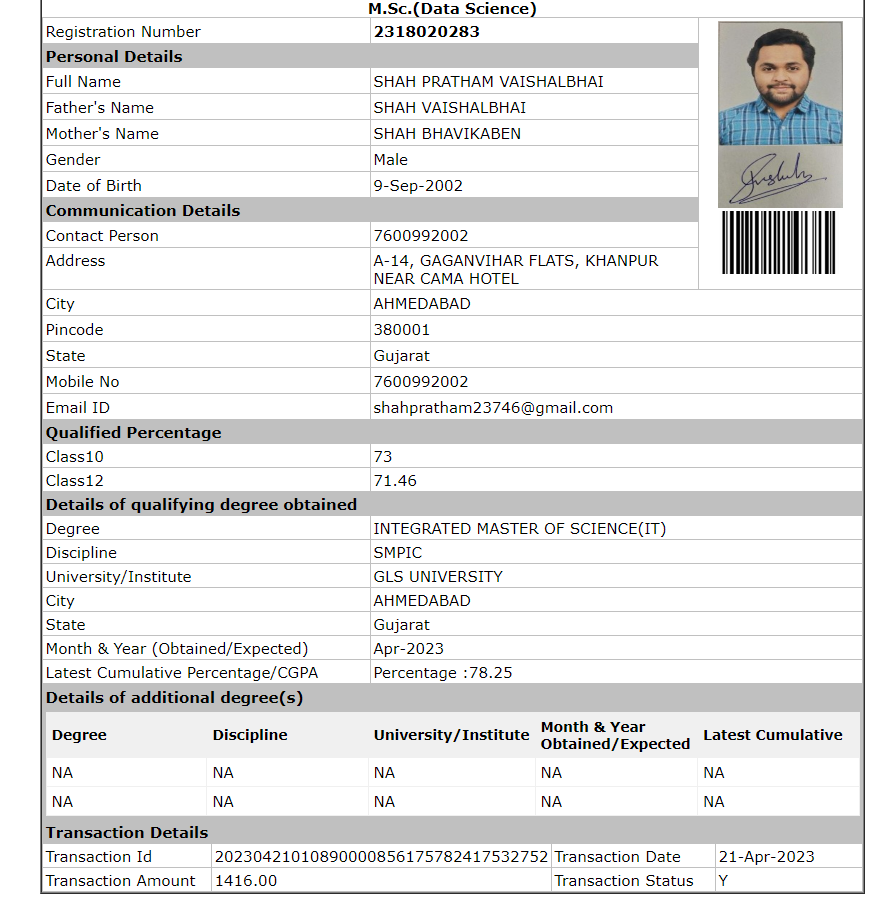 M.Sc.(Data Science)
Registration Number 2318020283
Personal Details
Full Name SHAH PRATHAM VAISHALBHAI
Father's Name SHAH VAISHALBHAI
Mother's Name SHAH BHAVIKABEN
Gender Male
Date of Birth 9-Sep-2002
Communication Details
Contact Person 7600992002
Address A-14, GAGANVIHAR FLATS, KHANPUR
NEAR CAMA HOTEL
City AHMEDABAD
Pincode 380001
State Gujarat
Mobile No 7600992002
Email ID shahpratham23746@gmail.com
Qualified Percentage
Class10 73
Class12 71.46
Details of qualifying degree obtained
Degree INTEGRATED MASTER OF SCIENCE(IT)
Discipline SMPIC
University/Institute GLS UNIVERSITY
City AHMEDABAD
State Gujarat
Month & Year (Obtained/Expected) Apr-2023
Latest Cumulative Percentage/CGPA Percentage :78.25
Details of additional degree(s)
Degree Discipline University/Institute Month & Year Obtained/Expected Latest Cumulative
NA NA NA NA NA
NA NA NA NA NA
Transaction Details
Transaction Id 20230421010890000856175782417532752 Transaction Date 21-Apr-2023
Transaction Amount 1416.00 Transaction Status Y